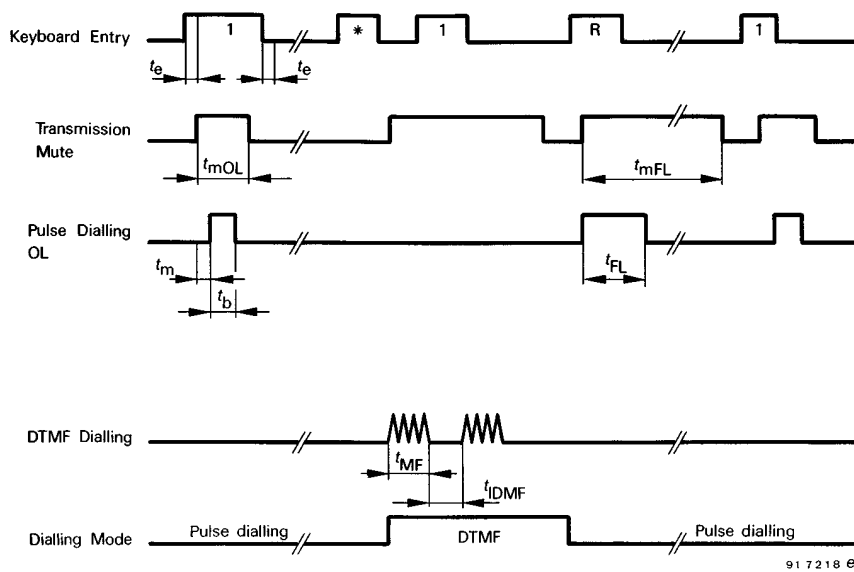 Keyboard Entry
1
*
1
R
1
te
te
Transmission
Mute
tmOL
tmFL
Pulse Dialling
OL
tm
tb
tFL
DTMF Dialling
tMF
tIDMF
Dialling Mode
Pulse dialling
DTMF
Pulse dialling
91 7218 e